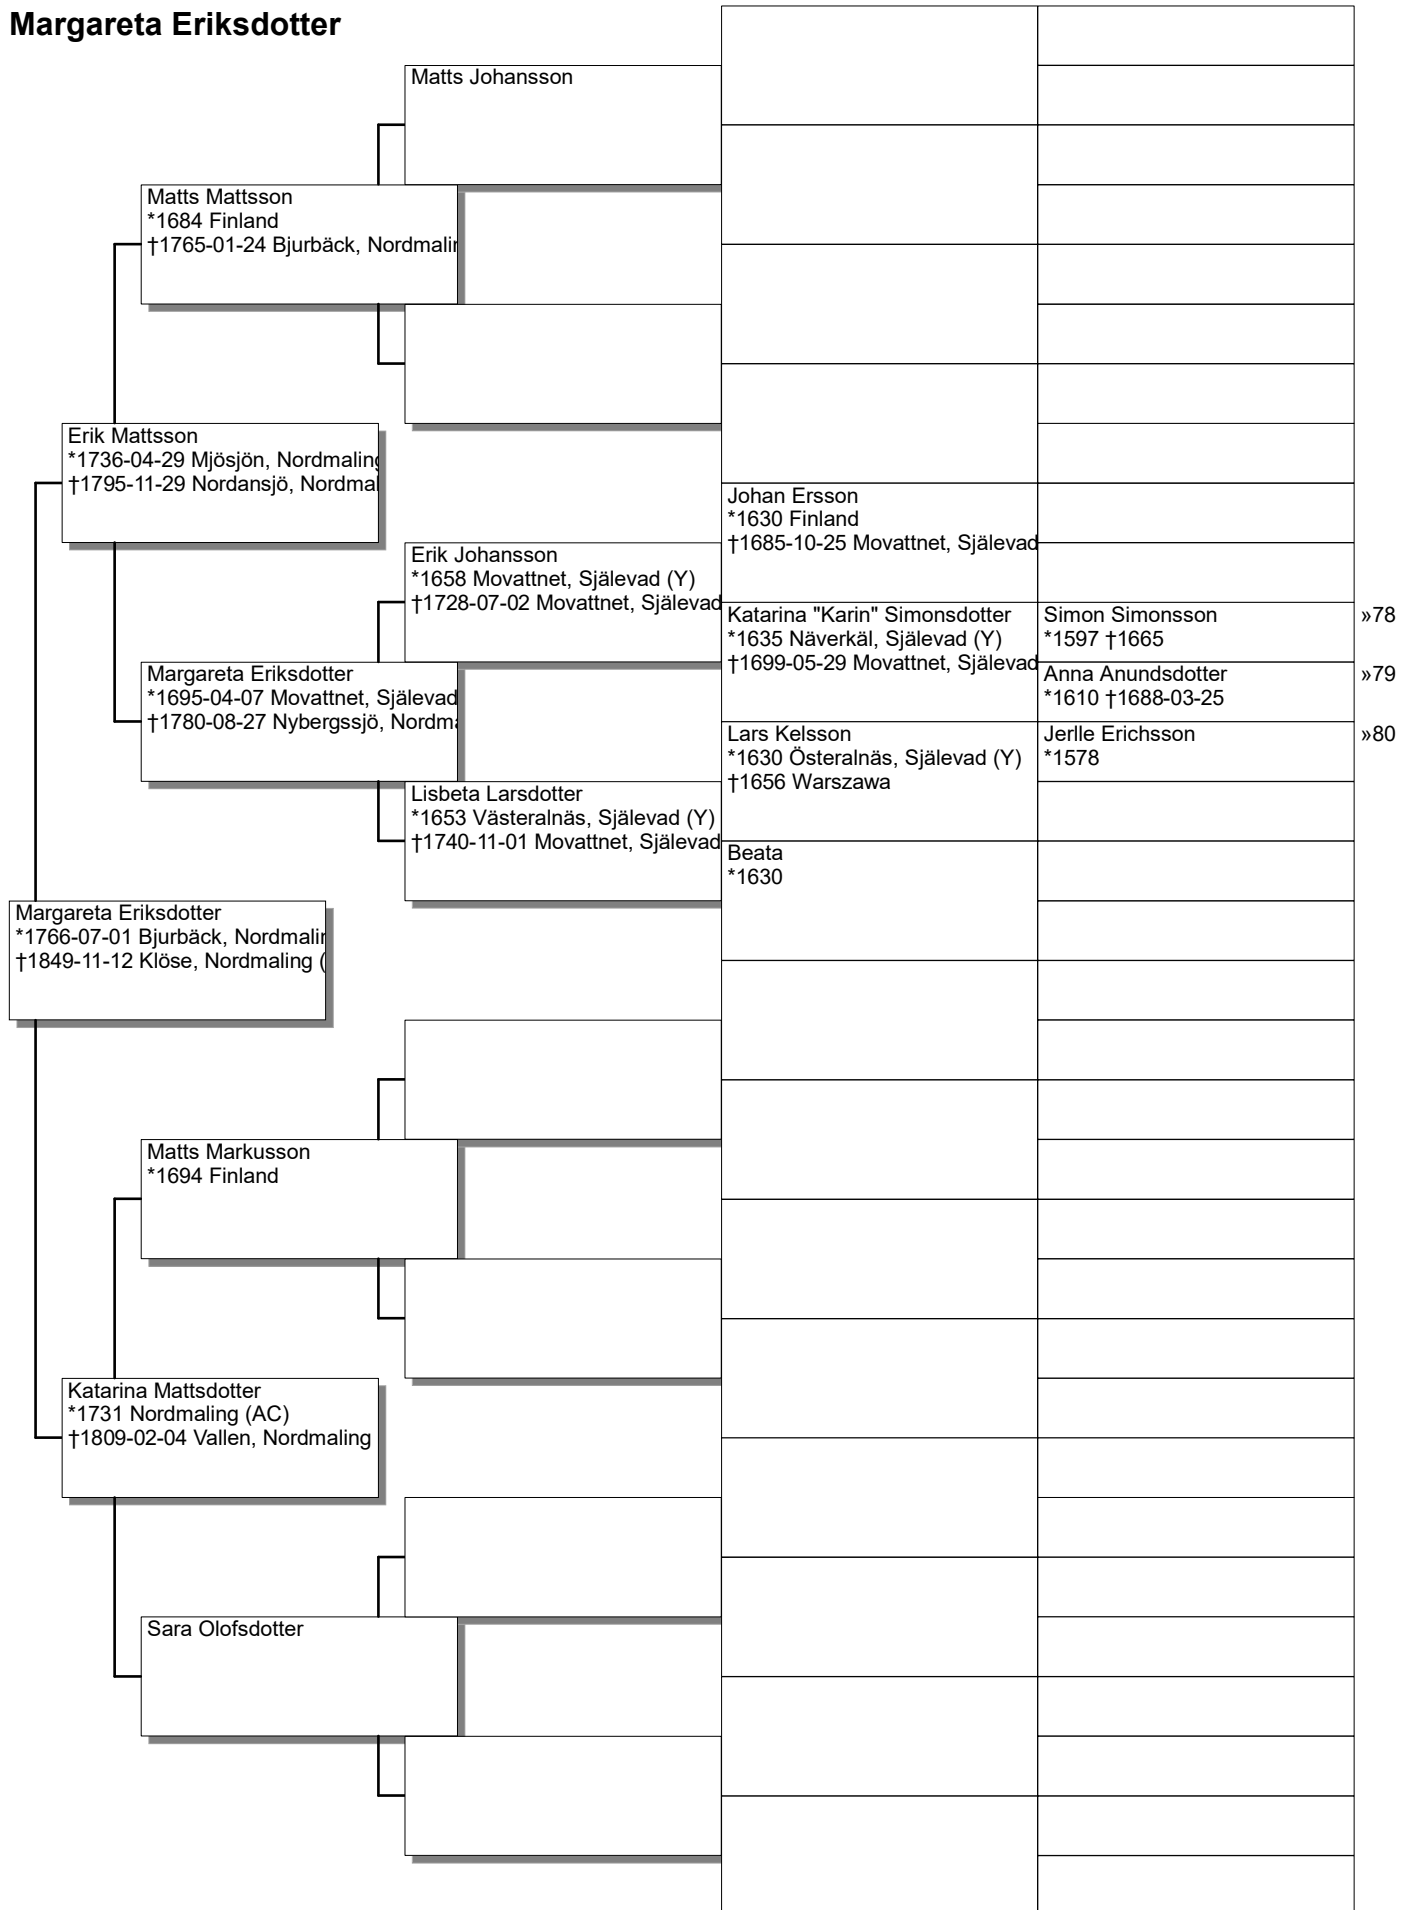 Margareta Eriksdotter
Matts Johansson
Matts Mattsson
*1684 Finland
†1765-01-24 Bjurbäck, Nordmalin
Erik Mattsson
*1736-04-29 Mjösjön, Nordmaling
†1795-11-29 Nordansjö, Nordmal
Johan Ersson
*1630 Finland
†1685-10-25 Movattnet, Själevad
Erik Johansson
*1658 Movattnet, Själevad (Y)
†1728-07-02 Movattnet, Själevad
Katarina "Karin" Simonsdotter
*1635 Näverkäl, Själevad (Y)
†1699-05-29 Movattnet, Själevad
Simon Simonsson
*1597 †1665
»78
Margareta Eriksdotter
*1695-04-07 Movattnet, Själevad
†1780-08-27 Nybergssjö, Nordma
Anna Anundsdotter
*1610 †1688-03-25
»79
Lars Kelsson
*1630 Österalnäs, Själevad (Y)
†1656 Warszawa
Jerlle Erichsson
*1578
»80
Lisbeta Larsdotter
*1653 Västeralnäs, Själevad (Y)
†1740-11-01 Movattnet, Själevad
Beata
*1630
Margareta Eriksdotter
*1766-07-01 Bjurbäck, Nordmalin
†1849-11-12 Klöse, Nordmaling (
Matts Markusson
*1694 Finland
Katarina Mattsdotter
*1731 Nordmaling (AC)
†1809-02-04 Vallen, Nordmaling
Sara Olofsdotter